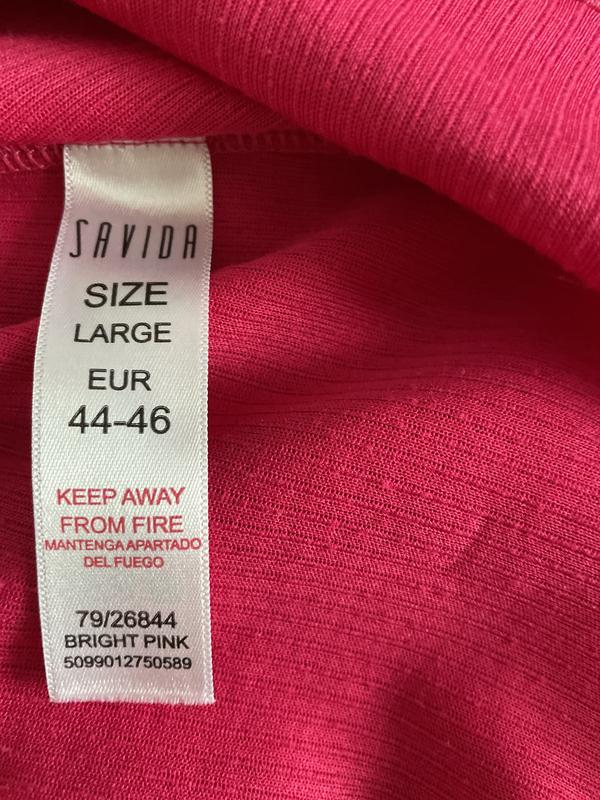 SAVIDA
SIZE
LARGE
EUR
44-46
KEEP AWAY
FROM FIRE
MANTENGA APARTADO
DEL FUEGO
79/26844
BRIGHT PINK
5099012750589